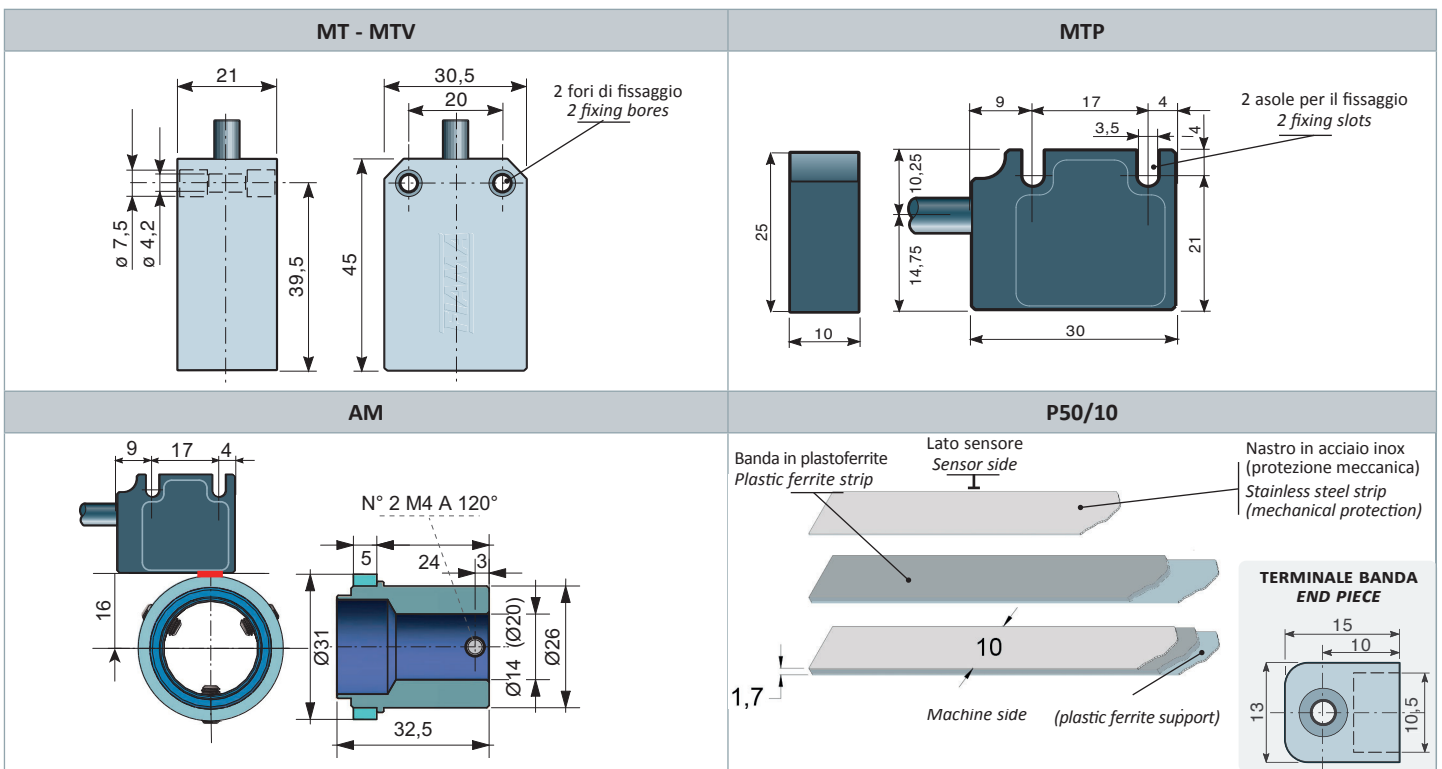 MT - MTV
21
ø 7,5
ø 4,2
39,5
30,5
20
45
FIAMA
2 fori di fissaggio
2 fixing bores
MTP
25
10
9
17
4
3,5
4
10,25
14,75
21
30
2 asole per il fissaggio
2 fixing slots
AM
9
17
4
16
N° 2 M4 A 120°
5
24
3
Ø31
Ø14 (Ø20)
Ø26
32,5
P50/10
Banda in plastoferrite
Plastic ferrite strip
Lato sensore
Sensor side
Nastro in acciaio inox
(protezione meccanica)
Stainless steel strip
(mechanical protection)
10
1,7
Machine side
(plastic ferrite support)
TERMINALE BANDA
END PIECE
15
10
13
10,5